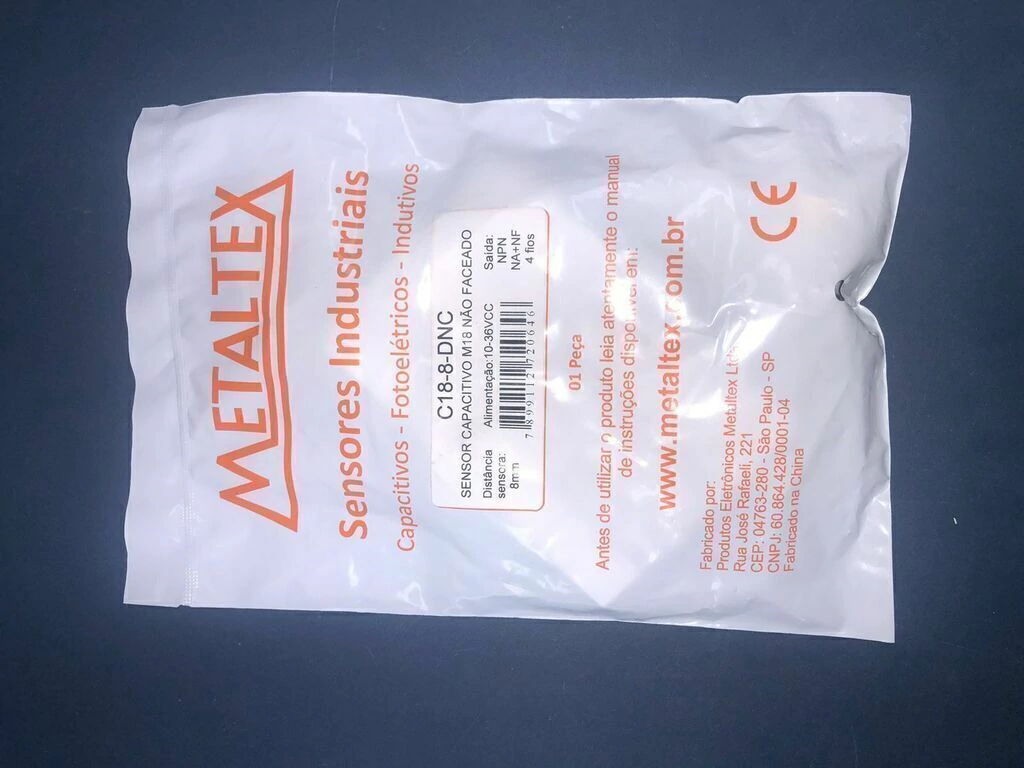 METALTEX
Sensores Industriais
Capacitivos - Fotoelétricos - Indutivos
C18-8-DNC
SENSOR CAPACITIVO M18 NÃO FACEADO
Distância
sensora:
8mm
Alimentação:10-36VCC
7 899112 720646
Saída:
NPN
NA+NF
4 fios
01 Peça
Antes de utilizar o produto leia atentamente o manual
de instruções disponível em:
www.metaltex.com.br
CE
Fabricado por:
Produtos Eletrônicos Metaltex Ltda
Rua José Rafaeli, 221
CEP: 04763-280 - São Paulo - SP
CNPJ: 60.864.428/0001-04
Fabricado na China